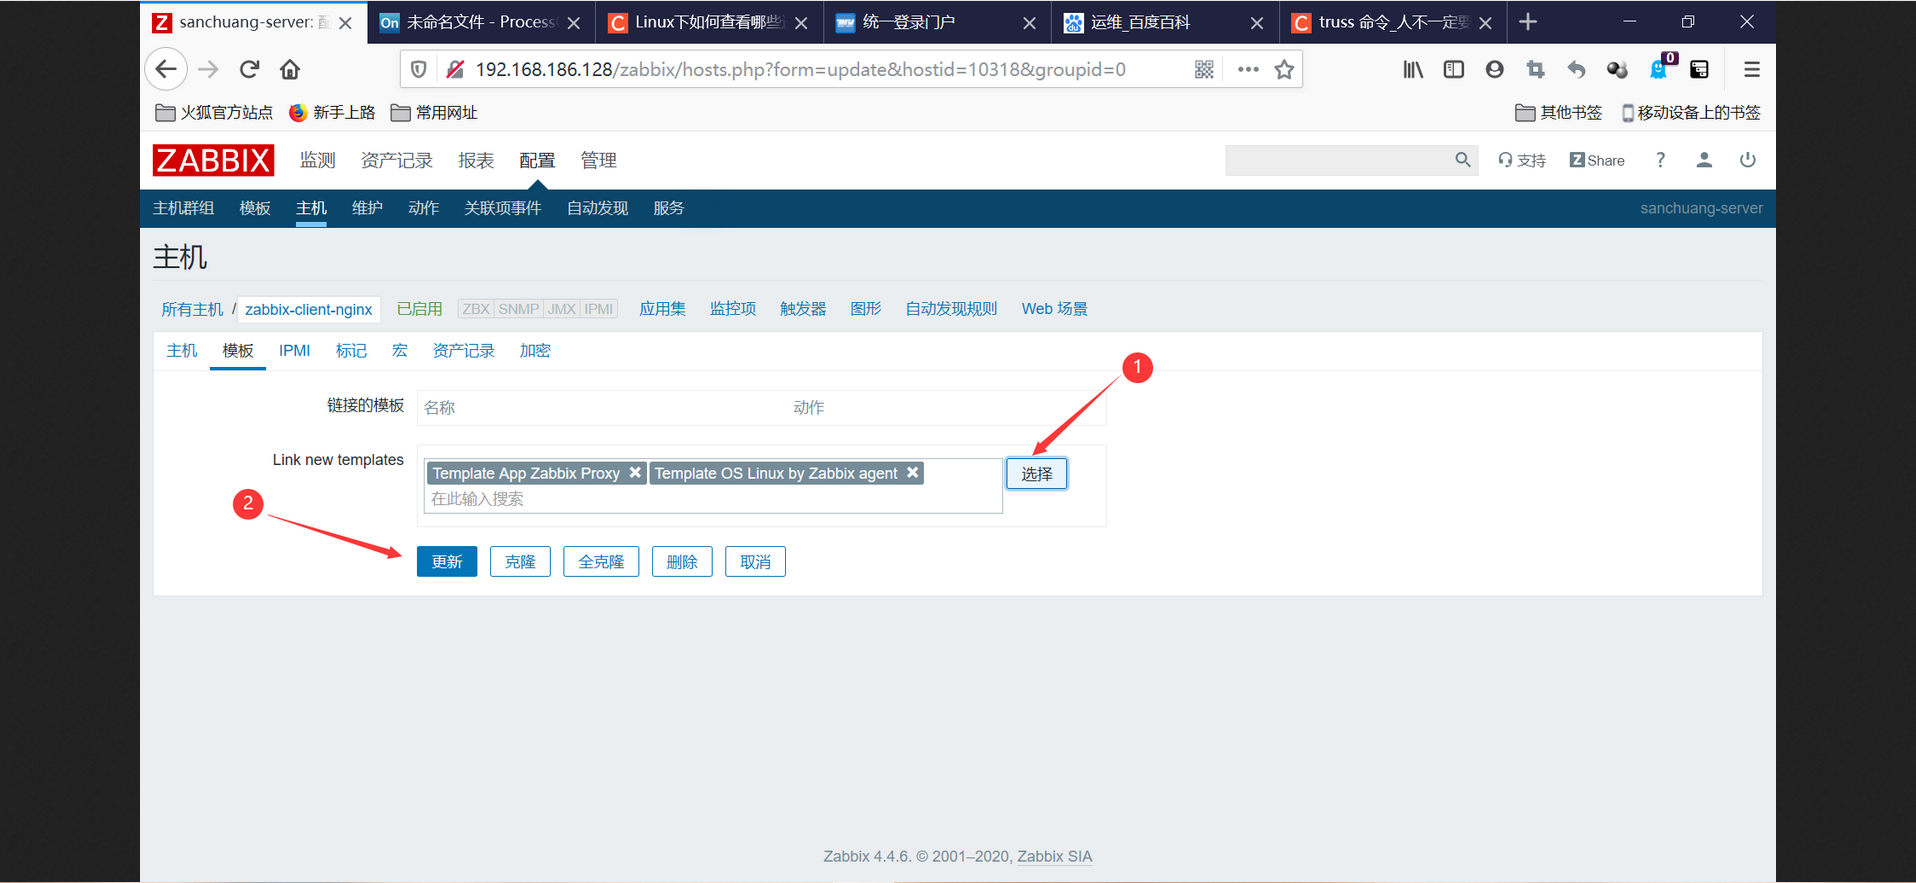 sanchuang-server: 配
未命名文件 - Process
Linux下如何查看哪些
统一登录门户
运维_百度百科
truss 命令_人不一定要
192.168.186.128/zabbix/hosts.php?form=update&hostid=10318&groupid=0
0
火狐官方站点 新手上路 常用网址 其他书签 移动设备上的书签
ZABBIX 监测 资产记录 报表 配置 管理 支持 Share ?
主机群组 模板 主机 维护 动作 关联项事件 自动发现 服务 sanchuang-server
主机
所有主机 / zabbix-client-nginx 已启用 ZBX SNMP JMX IPMI 应用集 监控项 触发器 图形 自动发现规则 Web 场景
主机 模板 IPMI 标记 宏 资产记录 加密
1
链接的模板 名称 动作
Link new templates Template App Zabbix Proxy Template OS Linux by Zabbix agent 选择
在此输入搜索
2
更新 克隆 全克隆 删除 取消
Zabbix 4.4.6. © 2001–2020, Zabbix SIA